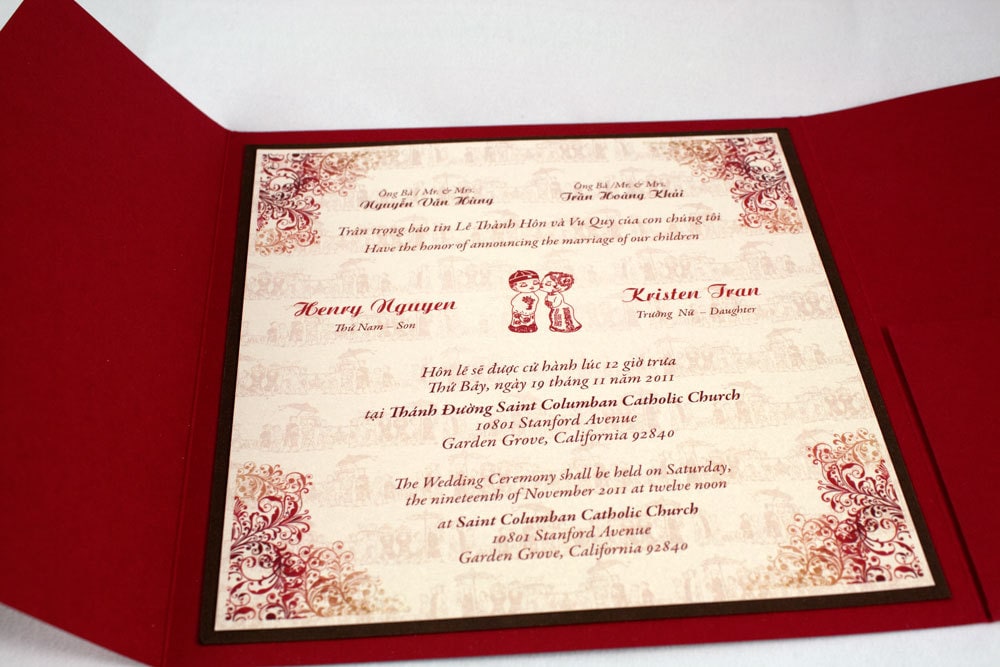 Ông Bà / Mr. & Mrs.
Nguyễn Văn Hùng
Ông Bà / Mr. & Mrs.
Trần Hoàng Khải
Trân trọng báo tin Lễ Thành Hôn và Vu Quy của con chúng tôi
Have the honor of announcing the marriage of our children
Henry Nguyen
Thứ Nam – Son
Kristen Tran
Trưởng Nữ – Daughter
Hôn lễ sẽ được cử hành lúc 12 giờ trưa
Thứ Bảy, ngày 19 tháng 11 năm 2011
tại Thánh Đường Saint Columban Catholic Church
10801 Stanford Avenue
Garden Grove, California 92840
The Wedding Ceremony shall be held on Saturday,
the nineteenth of November 2011 at twelve noon
at Saint Columban Catholic Church
10801 Stanford Avenue
Garden Grove, California 92840